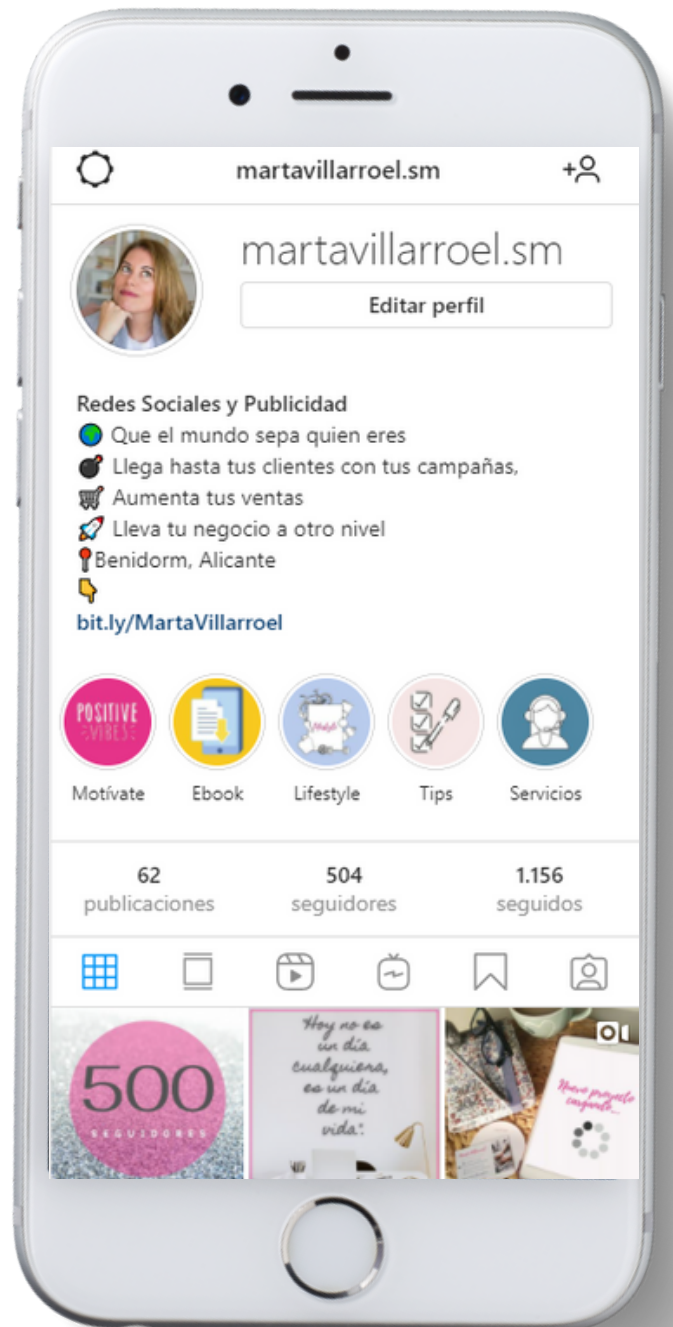 martavillarroel.sm
martavillarroel.sm
Editar perfil
Redes Sociales y Publicidad
🌍 Que el mundo sepa quien eres
💣 Llega hasta tus clientes con tus campañas,
🛒 Aumenta tus ventas
🚀 Lleva tu negocio a otro nivel
📍Benidorm, Alicante
👇
bit.ly/MartaVillarroel
POSITIVE
VIBES
Motívate Ebook Lifestyle Tips Servicios
62 504 1.156
publicaciones seguidores seguidos
500
SEGUIDORES
Hoy no es
un día
cualquiera,
es un día
de mi
vida".
Nuevo proyecto
cargando...